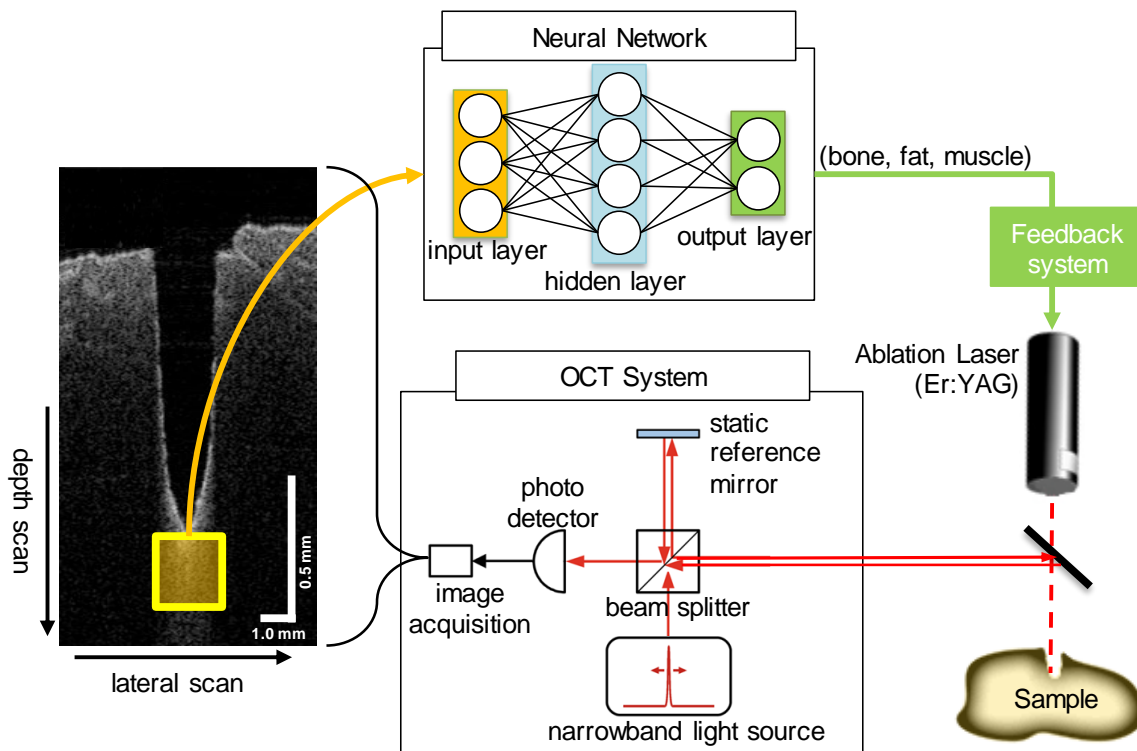 Neural Network
input layer
hidden layer
output layer
(bone, fat, muscle)
Feedback
system
Ablation Laser
(Er:YAG)
OCT System
static
reference
mirror
photo
detector
image
acquisition
beam splitter
narrowband light source
Sample
depth scan
0.5 mm
1.0 mm
lateral scan